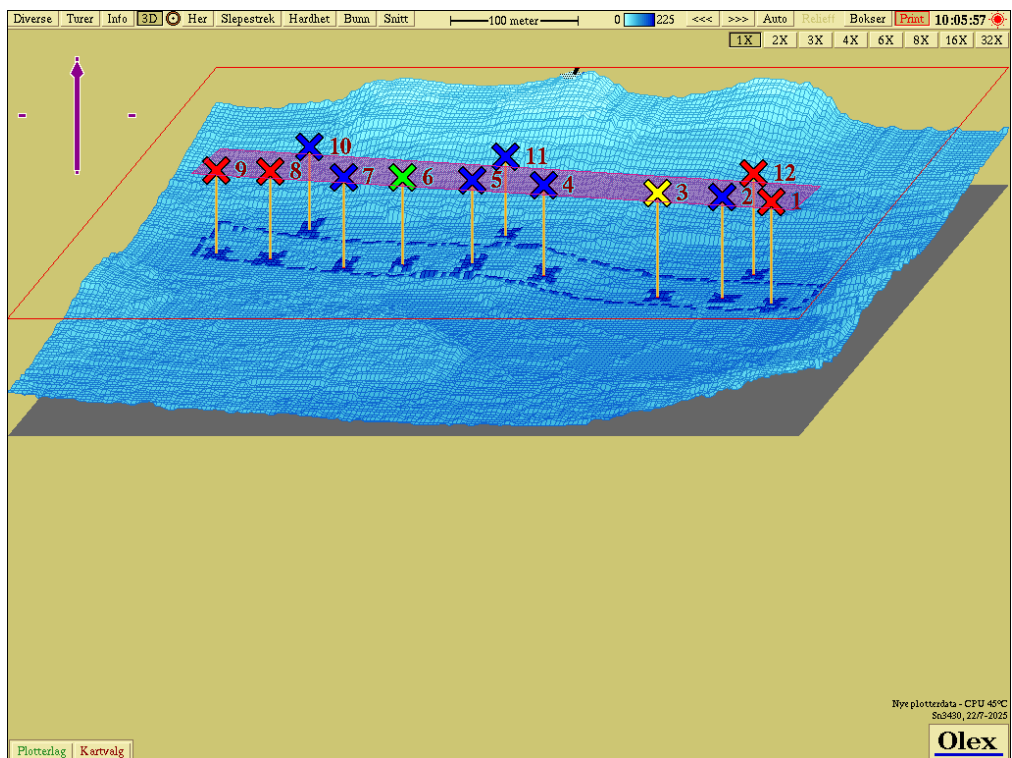 Diverse Turer Info 3D Her Slepestrek Hardhet Bunn Snitt 100 meter 0 225 <<< >>> Auto Relieff Bokser Print 10:05:57
1X 2X 3X 4X 6X 8X 16X 32X
10 11
9 8 7 6 5 4 3 2 12
1
Nye plotterdata - CPU 45°C
Sn3430, 22/7-2025
Olex
Plotterlag Kartvalg